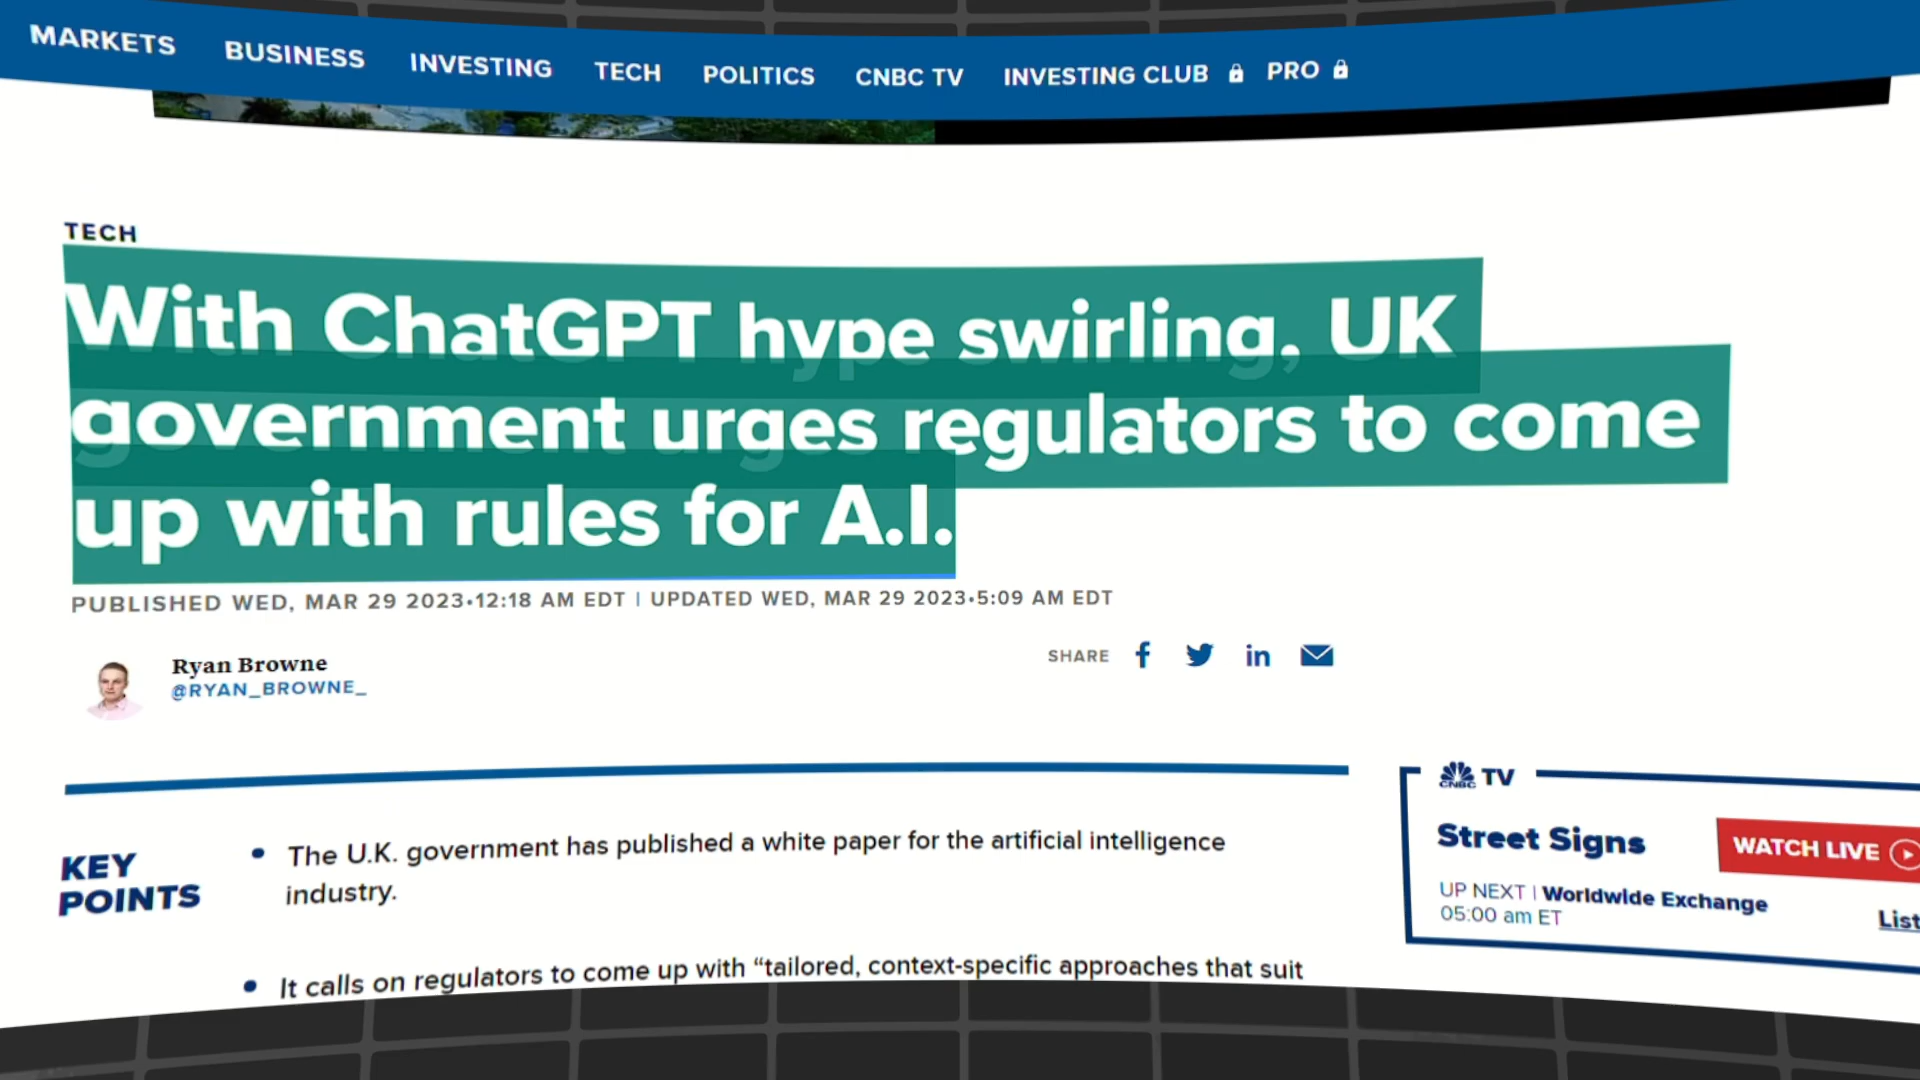 MARKETS BUSINESS INVESTING TECH POLITICS CNBC TV INVESTING CLUB PRO
TECH
With ChatGPT hype swirling, UK
government urges regulators to come
up with rules for A.I.
PUBLISHED WED, MAR 29 2023•12:18 AM EDT | UPDATED WED, MAR 29 2023•5:09 AM EDT
Ryan Browne
@RYAN_BROWNE_
SHARE
KEY
POINTS
• The U.K. government has published a white paper for the artificial intelligence
industry.
• It calls on regulators to come up with “tailored, context-specific approaches that suit
CNBC TV
Street Signs
WATCH LIVE
UP NEXT | Worldwide Exchange
05:00 am ET
List